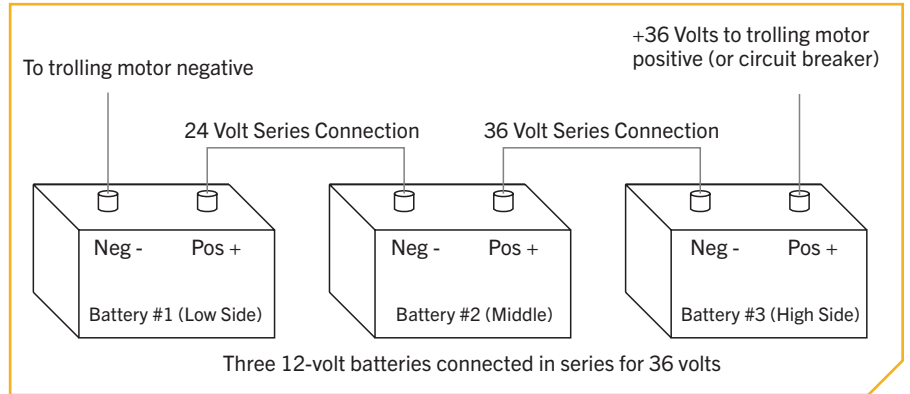 To trolling motor negative
+36 Volts to trolling motor
positive (or circuit breaker)
24 Volt Series Connection
36 Volt Series Connection
Neg -
Pos +
Neg -
Pos +
Neg -
Pos +
Battery #1 (Low Side)
Battery #2 (Middle)
Battery #3 (High Side)
Three 12-volt batteries connected in series for 36 volts